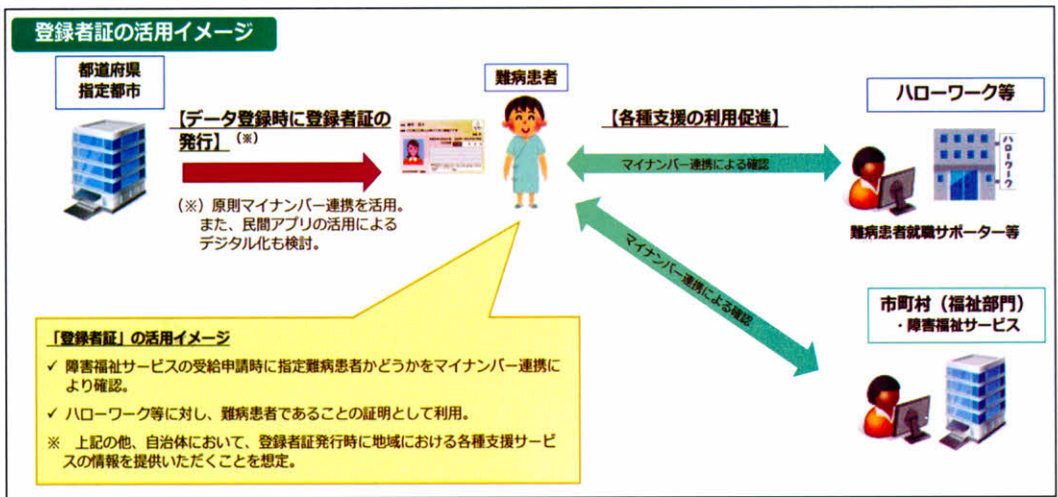 登録者証の活用イメージ
都道府県
指定都市
【データ登録時に登録者証の
発行】(※)
(※)原則マイナンバー連携を活用。
また、民間アプリの活用による
デジタル化も検討。
難病患者
【各種支援の利用促進】
マイナンバー連携による確認
ハローワーク等
ハローワーク
難病患者就職サポーター等
マイナンバー連携による確認
市町村（福祉部門）
・障害福祉サービス
「登録者証」の活用イメージ
✓ 障害福祉サービスの受給申請時に指定難病患者かどうかをマイナンバー連携に
より確認。
✓ ハローワーク等に対し、難病患者であることの証明として利用。
※ 上記の他、自治体において、登録者証発行時に地域における各種支援サービ
スの情報を提供いただくことを想定。